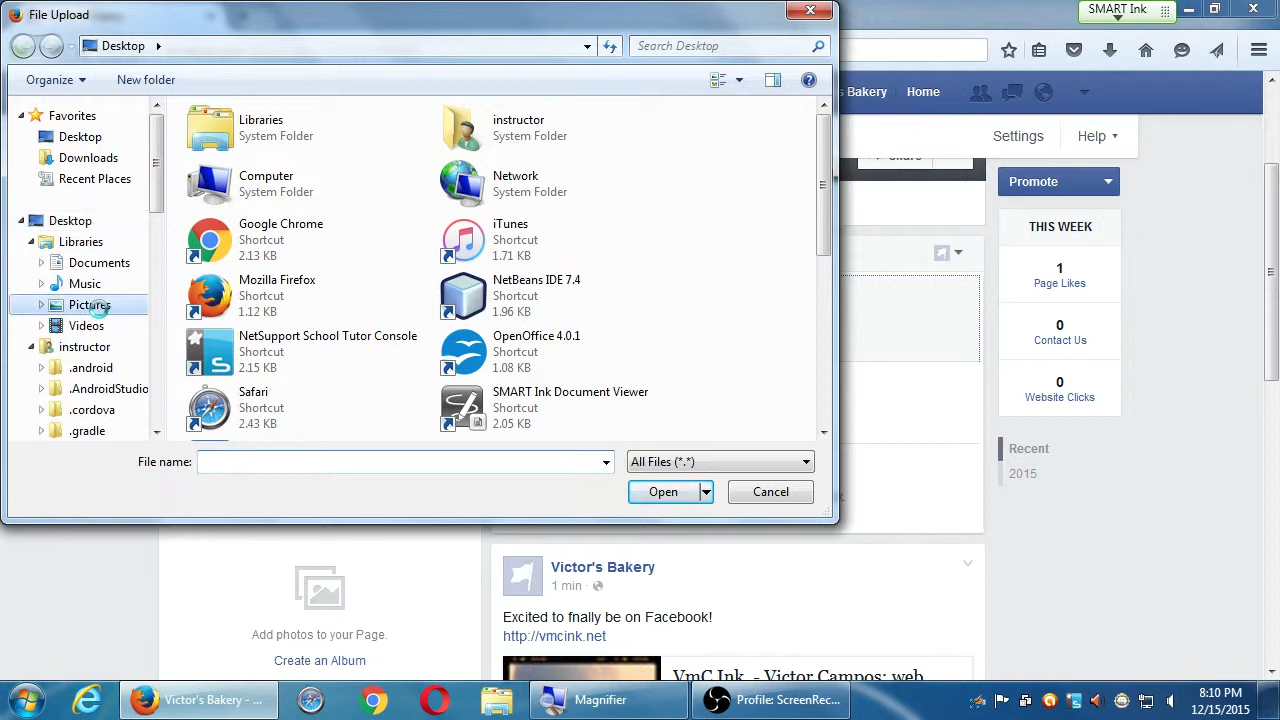 File Upload
SMART Ink
Desktop
Search Desktop
Organize
New folder
's Bakery
Home
Favorites
Desktop
Downloads
Recent Places
Desktop
Libraries
Documents
Music
Pictures
Videos
instructor
.android
.AndroidStudio
.cordova
.gradle
Libraries
System Folder
instructor
System Folder
Computer
System Folder
Network
System Folder
Google Chrome
Shortcut
2.13 KB
iTunes
Shortcut
1.71 KB
Mozilla Firefox
Shortcut
1.12 KB
NetBeans IDE 7.4
Shortcut
1.96 KB
NetSupport School Tutor Console
Shortcut
2.15 KB
OpenOffice 4.0.1
Shortcut
1.08 KB
Safari
Shortcut
2.43 KB
SMART Ink Document Viewer
Shortcut
2.05 KB
File name:
All Files (*.*)
Open
Cancel
Settings
Help
Share
Promote
THIS WEEK
1
Page Likes
0
Contact Us
0
Website Clicks
Recent
2015
Add photos to your Page.
Create an Album
Victor's Bakery
1 min
Excited to fnally be on Facebook!
http://vmcink.net
VmC Ink - Victor Campos: web
Victor's Bakery - ...
Magnifier
Profile: ScreenRec...
8:10 PM
12/15/2015